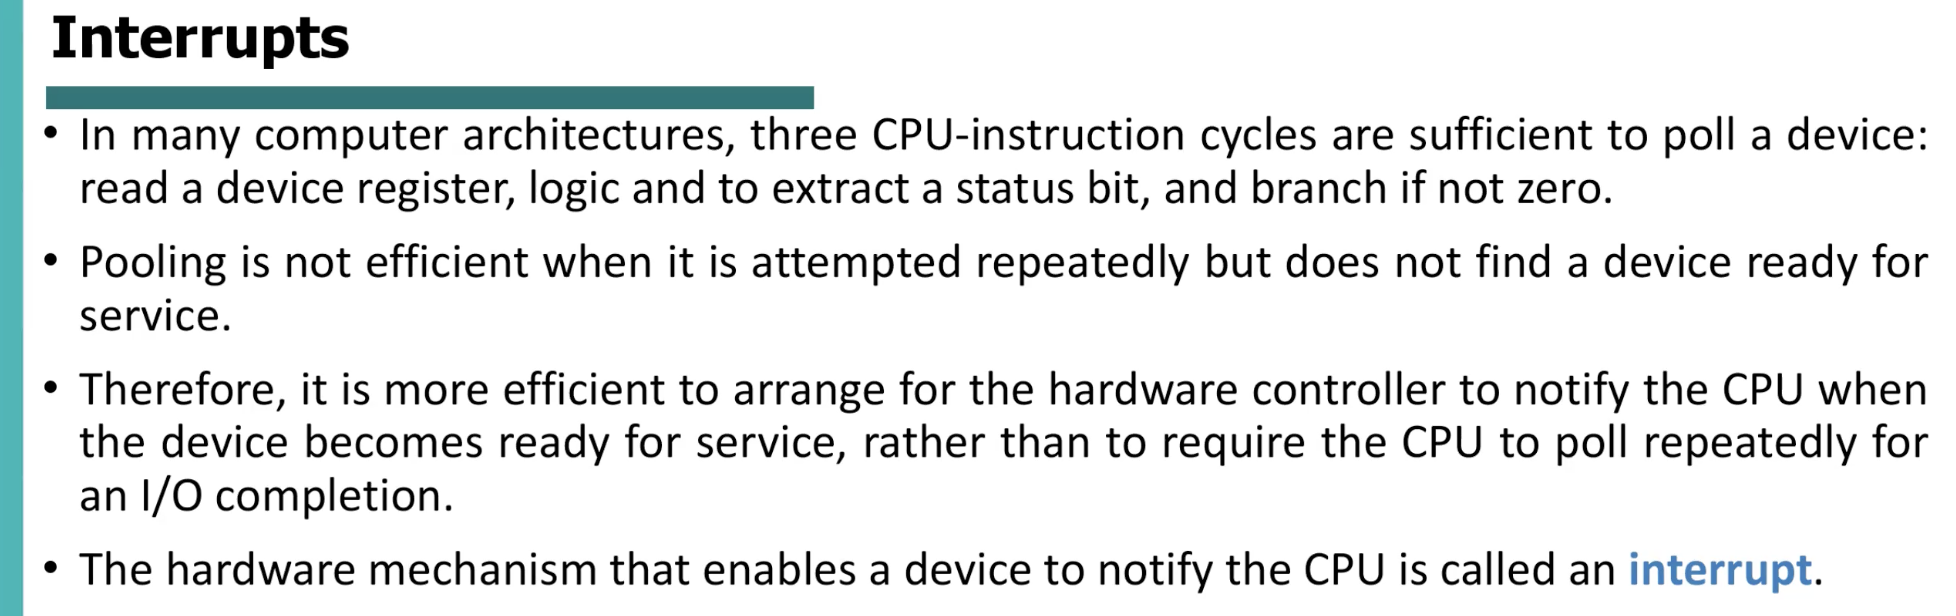 Interrupts
• In many computer architectures, three CPU-instruction cycles are sufficient to poll a device:
read a device register, logic and to extract a status bit, and branch if not zero.
• Pooling is not efficient when it is attempted repeatedly but does not find a device ready for
service.
• Therefore, it is more efficient to arrange for the hardware controller to notify the CPU when
the device becomes ready for service, rather than to require the CPU to poll repeatedly for
an I/O completion.
• The hardware mechanism that enables a device to notify the CPU is called an interrupt.